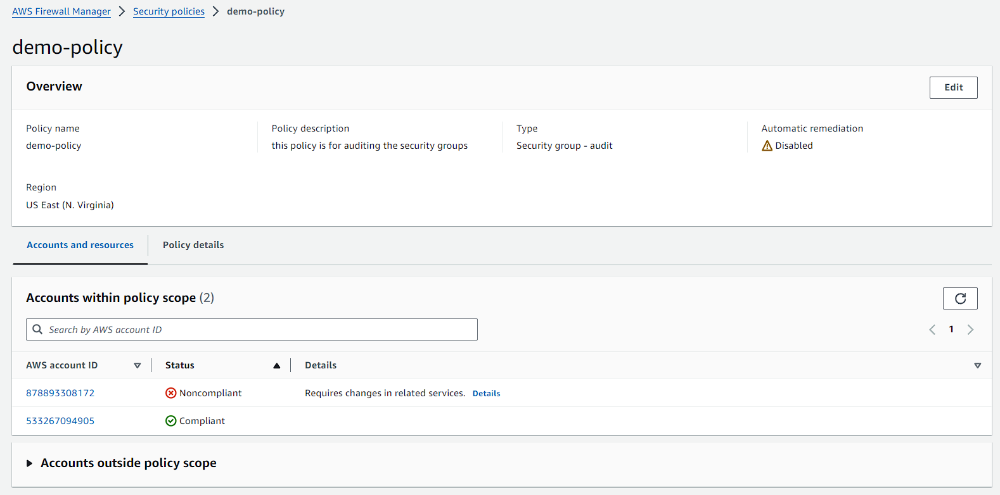 AWS Firewall Manager > Security policies > demo-policy
demo-policy
Overview
Edit
Policy name
demo-policy
Policy description
this policy is for auditing the security groups
Type
Security group - audit
Automatic remediation
Disabled
Region
US East (N. Virginia)
Accounts and resources
Policy details
Accounts within policy scope (2)
Search by AWS account ID
1
AWS account ID Status Details
878893308172 Noncompliant Requires changes in related services. Details
533267094905 Compliant
Accounts outside policy scope